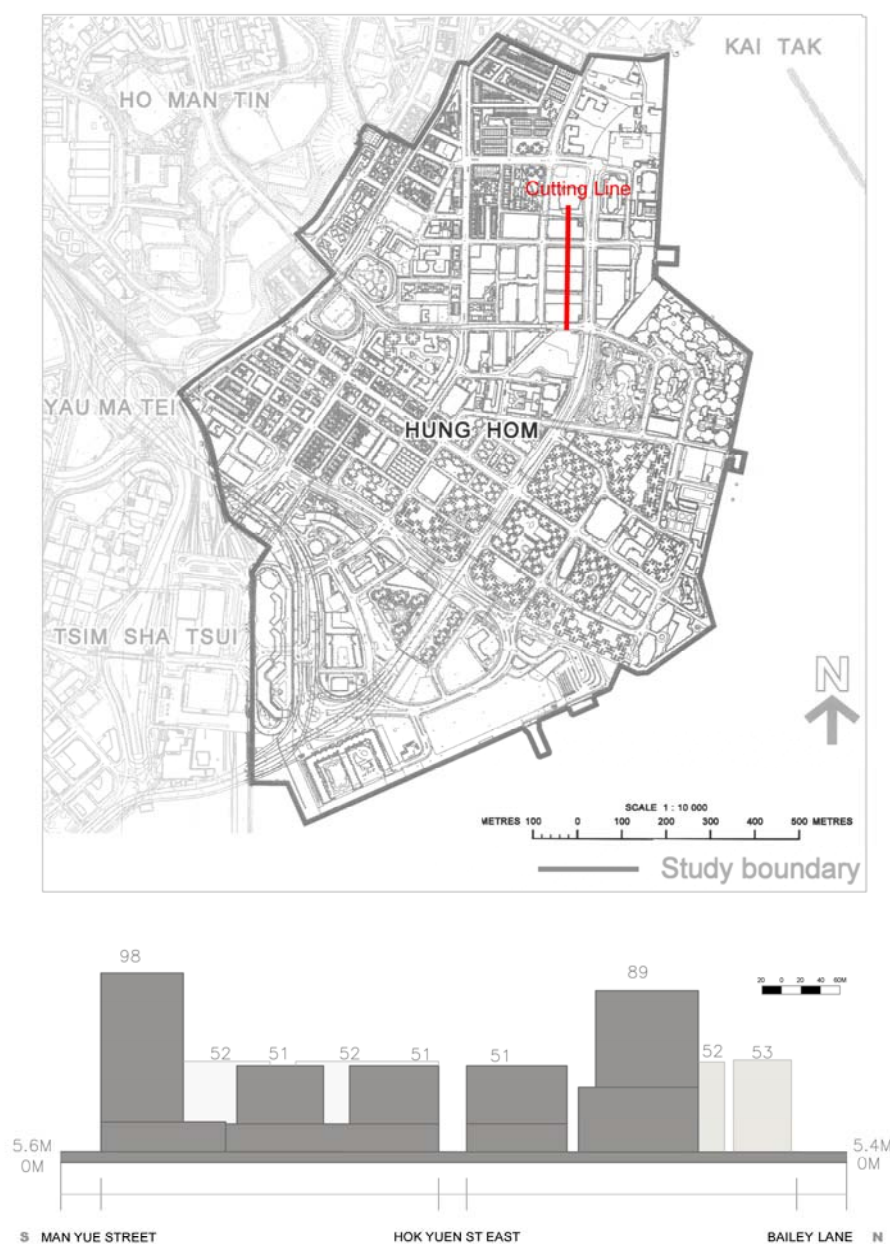 KAI TAK
HO MAN TIN
Cutting Line
YAU MA TEI
HUNG HOM
TSIM SHA TSUI
N
SCALE 1 : 10 000
METRES 100 0 100 200 300 400 500 METRES
Study boundary
98
89
20 0 20 40 60M
52 51 52 51 51 52 53
5.6M 5.4M
0M 0M
S MAN YUE STREET HOK YUEN ST EAST BAILEY LANE N